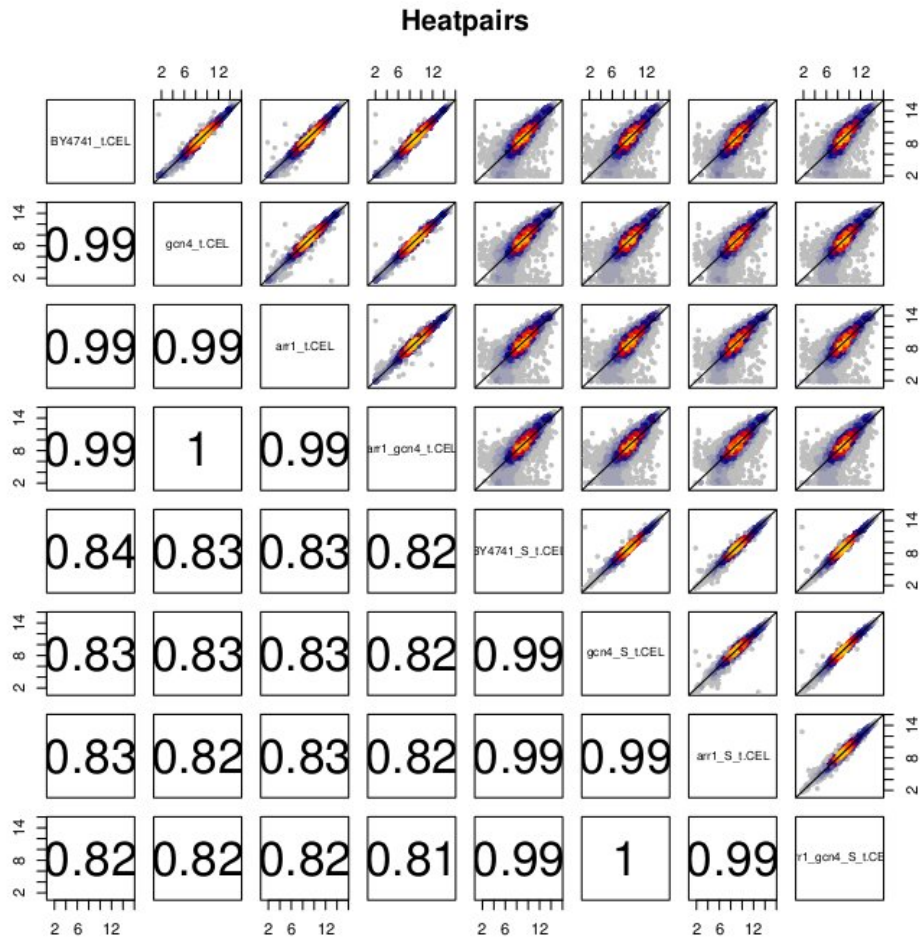 Heatpairs
2 6 12 2 6 12 2 6 12 2 6 12
BY4741_t.CEL 2 8 14
2 8 14 0.99 gcn4_t.CEL
0.99 0.99 arr1_t.CEL 2 8 14
2 8 14 0.99 1 0.99 arr1_gcn4_t.CEL
0.84 0.83 0.83 0.82 BY4741_S_t.CEL 2 8 14
2 8 14 0.83 0.83 0.83 0.82 0.99 gcn4_S_t.CEL
0.83 0.82 0.83 0.82 0.99 0.99 arr1_S_t.CEL 2 8 14
2 8 14 0.82 0.82 0.82 0.81 0.99 1 0.99 rr1_gcn4_S_t.CE
2 6 12 2 6 12 2 6 12 2 6 12